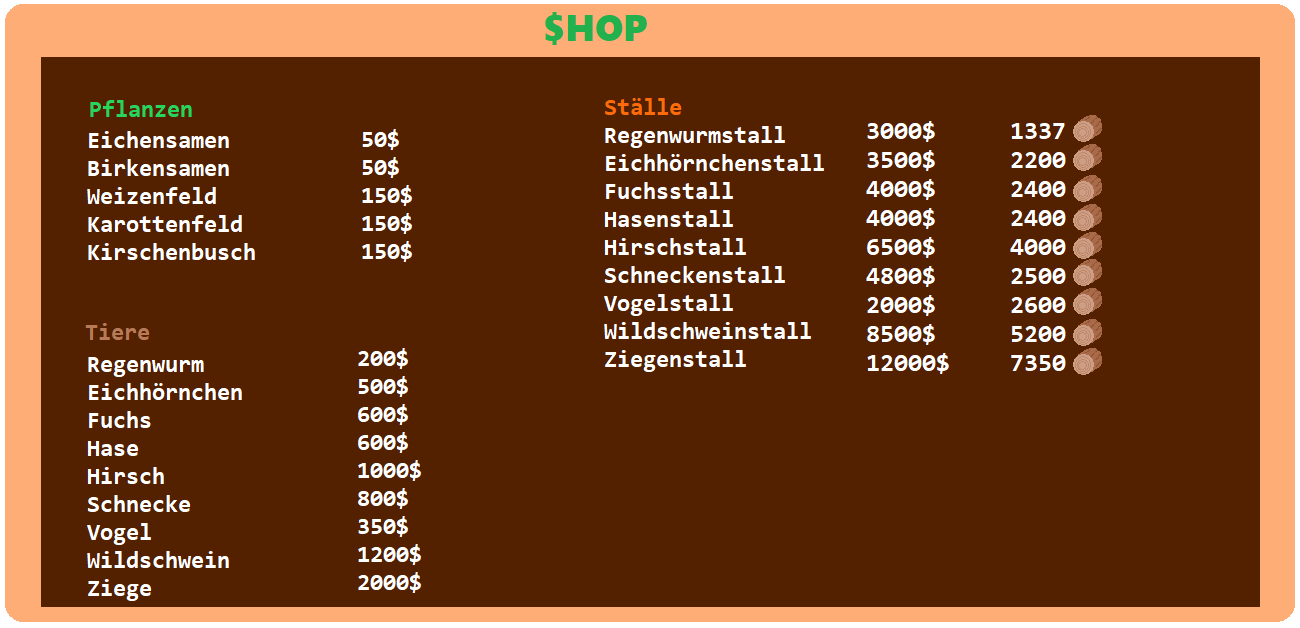 $HOP
Pflanzen
Eichensamen 50$
Birkensamen 50$
Weizenfeld 150$
Karottenfeld 150$
Kirschenbusch 150$
Tiere
Regenwurm 200$
Eichhörnchen 500$
Fuchs 600$
Hase 600$
Hirsch 1000$
Schnecke 800$
Vogel 350$
Wildschwein 1200$
Ziege 2000$
Ställe
Regenwurmstall 3000$ 1337
Eichhörnchenstall 3500$ 2200
Fuchsstall 4000$ 2400
Hasenstall 4000$ 2400
Hirschstall 6500$ 4000
Schneckenstall 4800$ 2500
Vogelstall 2000$ 2600
Wildschweinstall 8500$ 5200
Ziegenstall 12000$ 7350